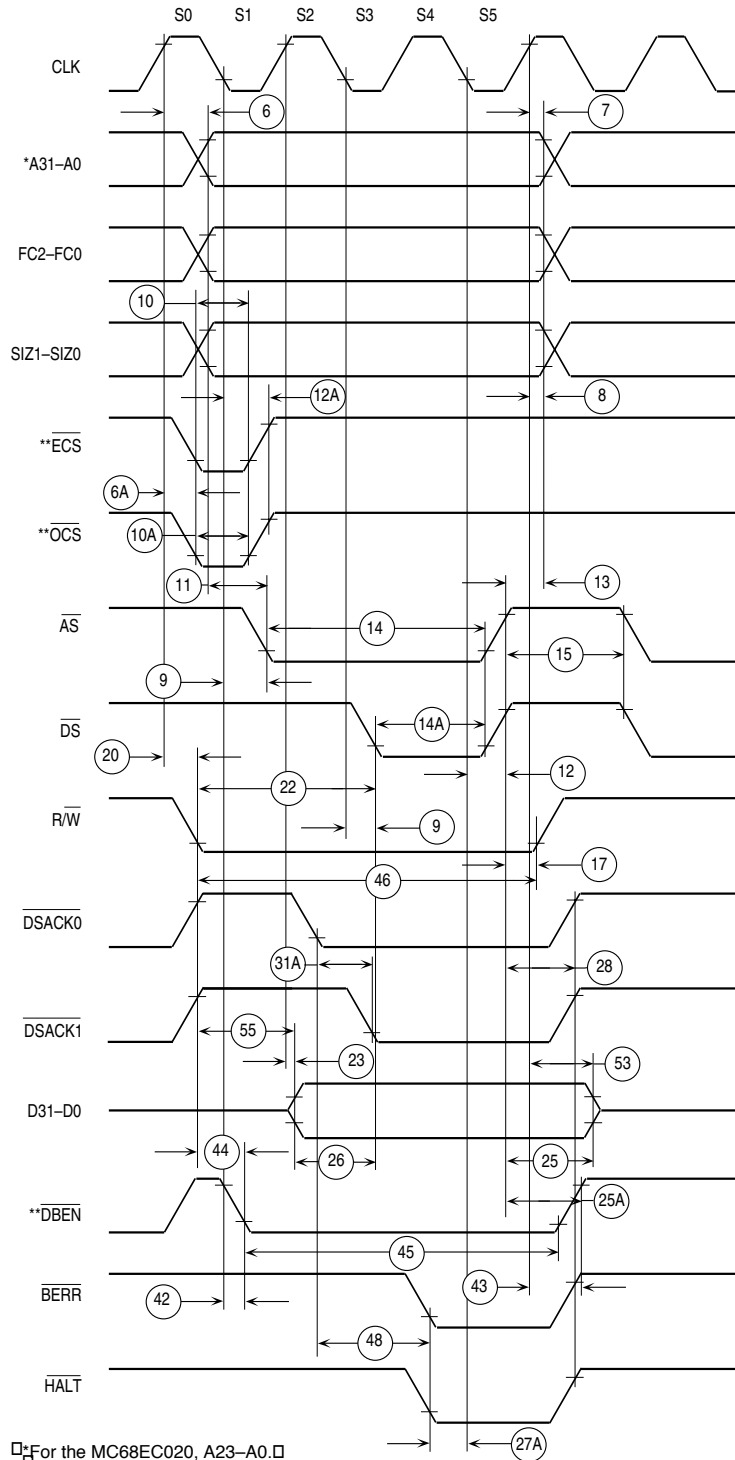 S0 S1 S2 S3 S4 S5
CLK
6 7
*A31–A0
FC2–FC0
10
SIZ1–SIZ0
12A 8
**ECS
6A
**OCS 10A
11 13
AS 14
15
9
DS 14A
20 12
22
R/W 9
17
46
DSACK0
31A 28
DSACK1 55
23 53
D31–D0
44 26 25
**DBEN 25A
45
BERR 42 43
48
HALT
27A
*For the MC68EC020, A23–A0.